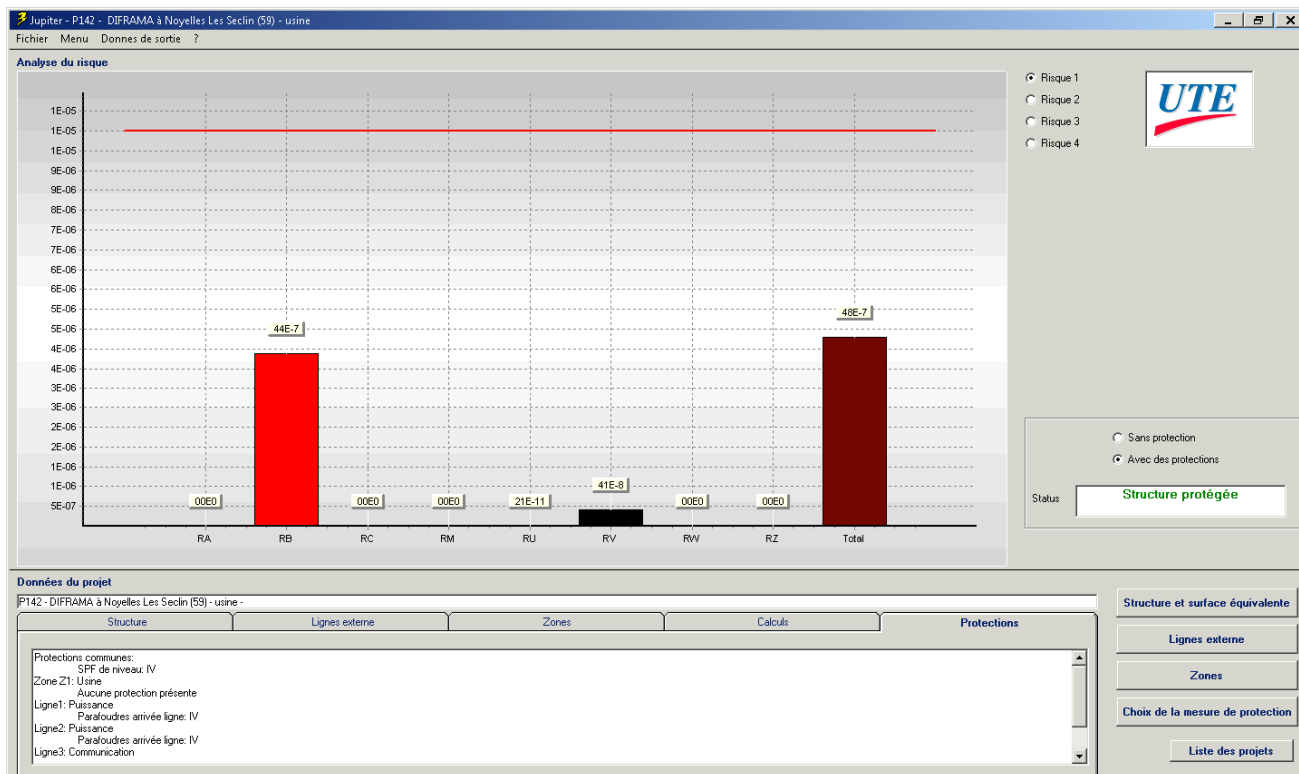 Jupiter - P142 - DIFRAMA à Noyelles Les Seclin (59) - usine
Fichier Menu Donnes de sortie ?
Analyse du risque
1E-05
1E-05
1E-05
9E-06
9E-06
8E-06
7E-06
7E-06
6E-06
6E-06
5E-06
5E-06
4E-06
4E-06
3E-06
3E-06
2E-06
2E-06
1E-06
1E-06
5E-07
00E0
44E-7
00E0
00E0
21E-11
41E-8
00E0
00E0
48E-7
RA RB RC RM RU RV RW RZ Total
Risque 1
Risque 2
Risque 3
Risque 4
UTE
Sans protection
Avec des protections
Status Structure protégée
Données du projet
P142 - DIFRAMA à Noyelles Les Seclin (59) - usine -
Structure Lignes externe Zones Calculs Protections
Protections communes:
SPF de niveau: IV
Zone Z1: Usine
Aucune protection présente
Ligne1: Puissance
Parafoudres arrivée ligne: IV
Ligne2: Puissance
Parafoudres arrivée ligne: IV
Ligne3: Communication
Structure et surface équivalente
Lignes externe
Zones
Choix de la mesure de protection
Liste des projets